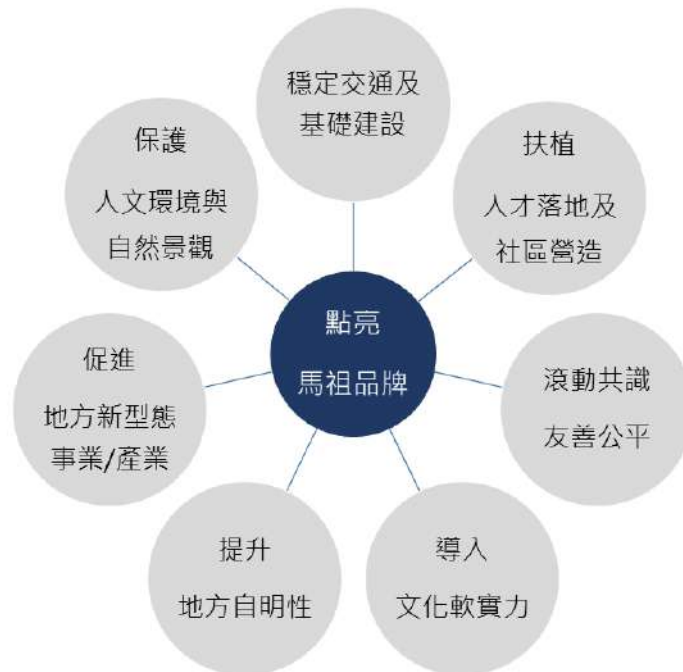 穩定交通及
基礎建設
扶植
人才落地及
社區營造
滾動共識
友善公平
導入
文化軟實力
提升
地方自明性
促進
地方新型態
事業/產業
保護
人文環境與
自然景觀
點亮
馬祖品牌